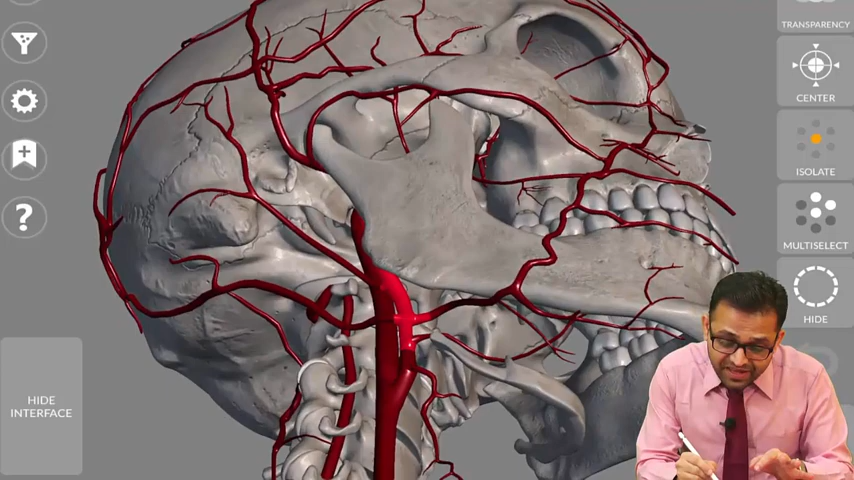 TRANSPARENCY
CENTER
ISOLATE
MULTISELECT
HIDE
?
HIDE
INTERFACE